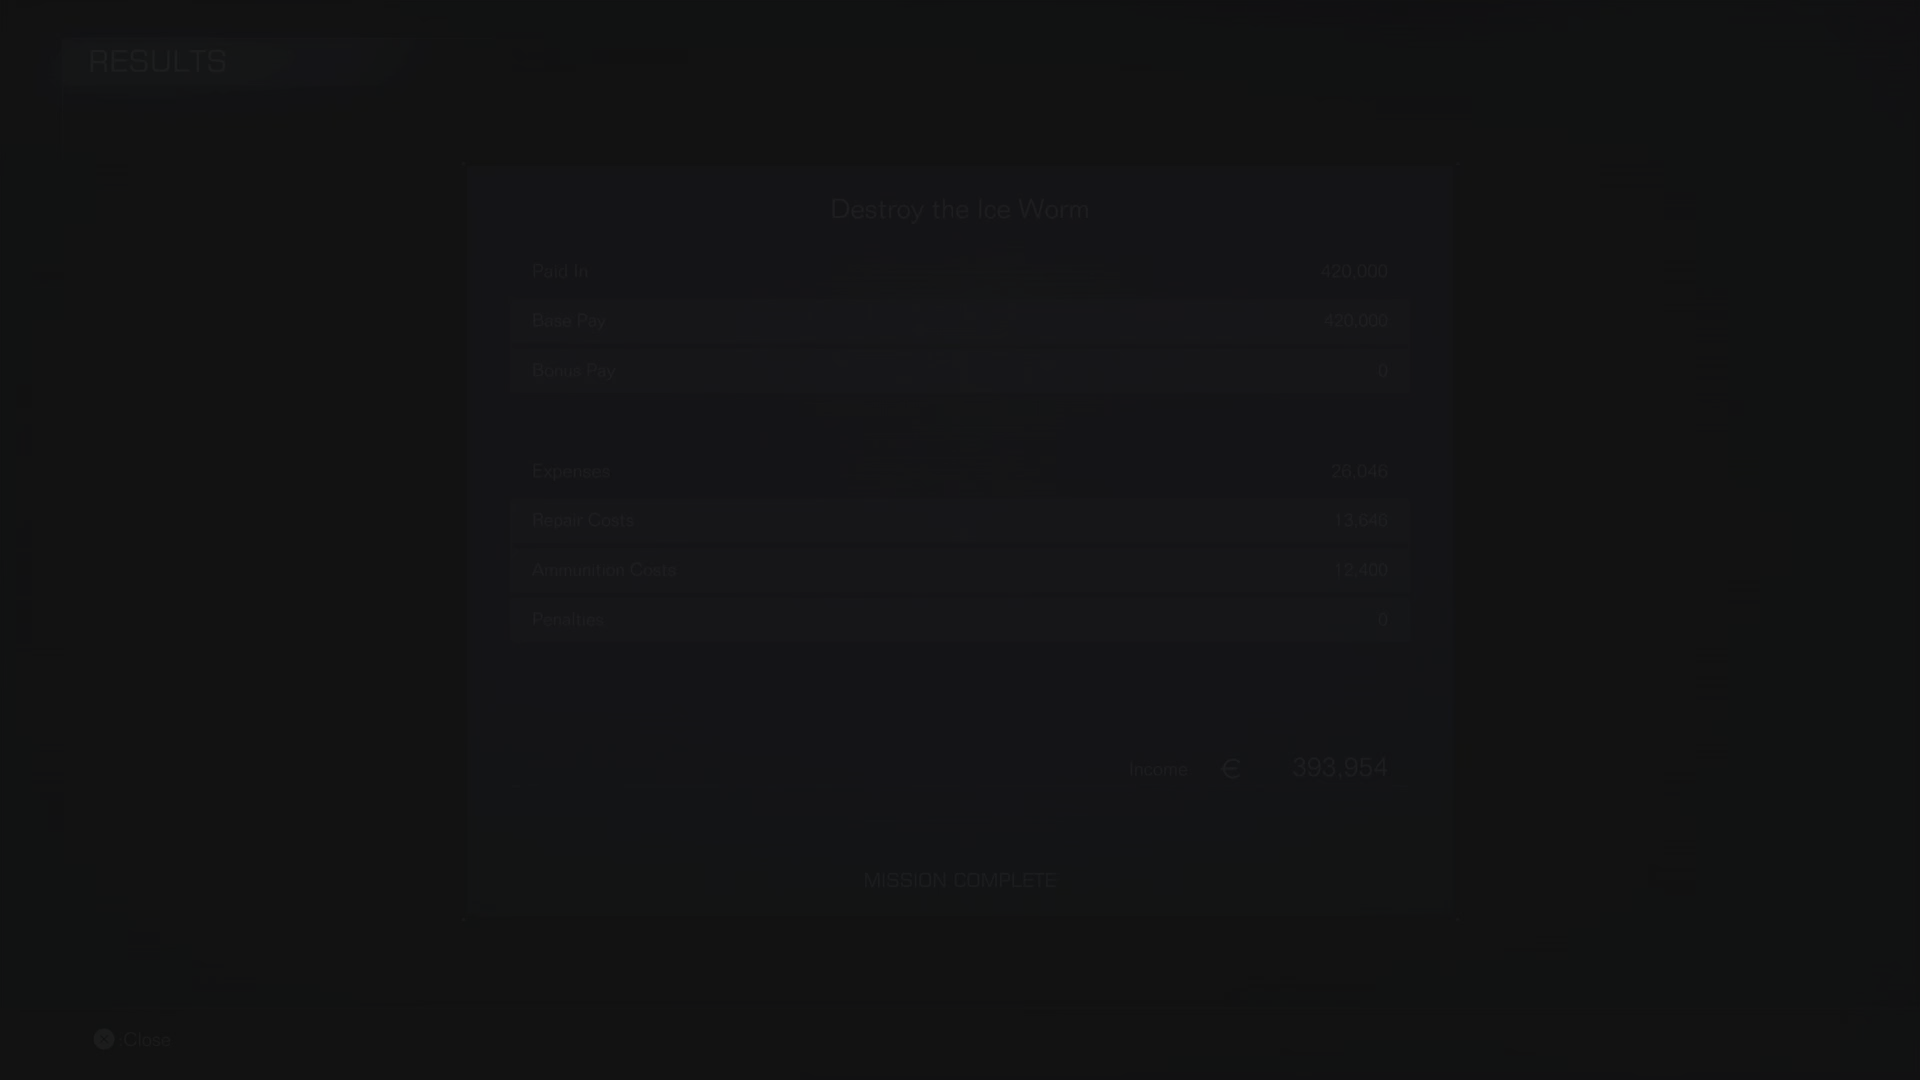 RESULTS
Destroy the Ice Worm
Paid In 420,000
Base Pay 420,000
Bonus Pay 0
Expenses 26,046
Repair Costs 13,646
Ammunition Costs 12,400
Penalties 0
Income 393,954
MISSION COMPLETE
:Close